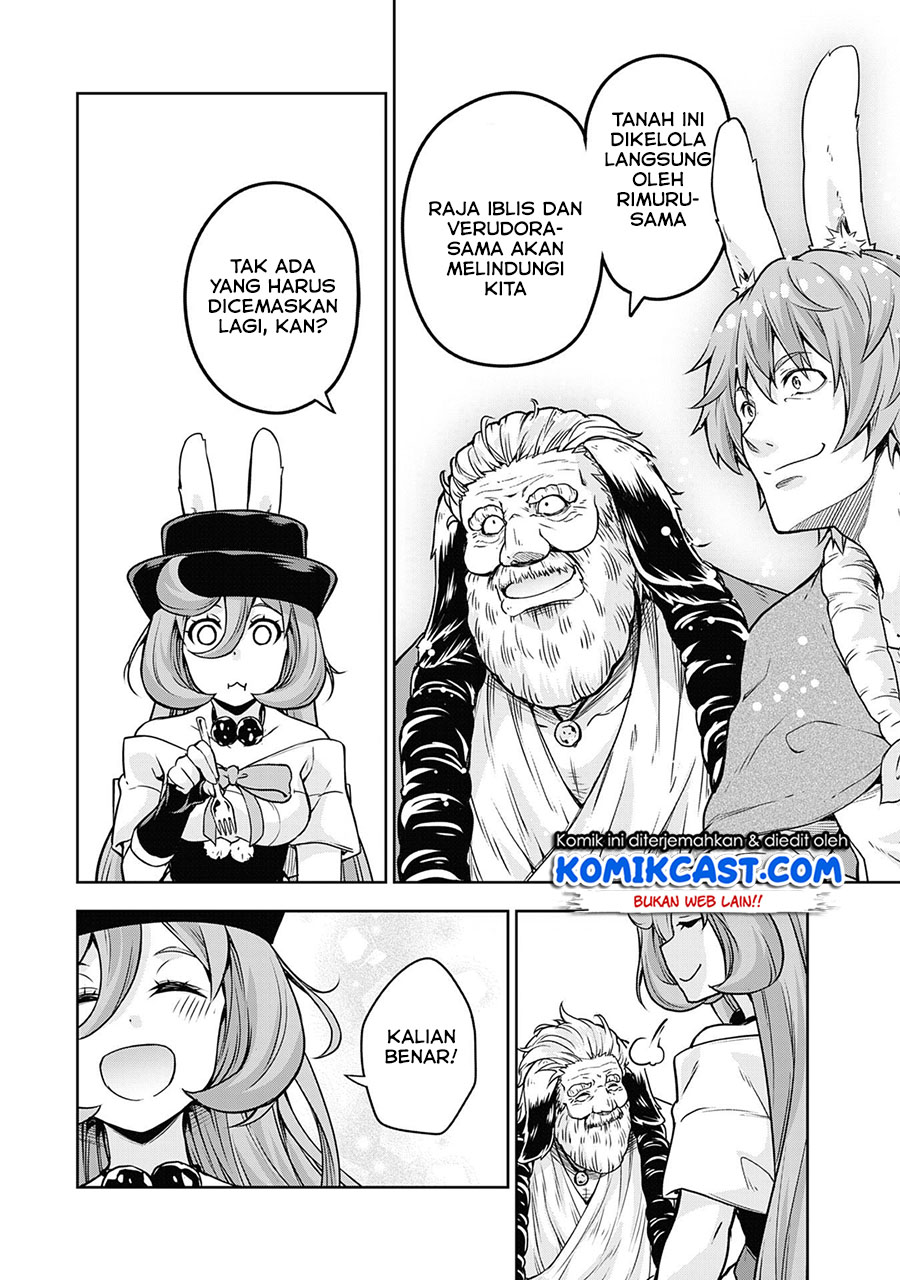 TANAH INI
DIKELOLA
LANGSUNG
OLEH
RIMURU-
SAMA
RAJA IBLIS DAN
VERUDORA-
SAMA AKAN
MELINDUNGI
KITA
TAK ADA
YANG HARUS
DICEMASKAN
LAGI, KAN?
Komik ini diterjemahkan & diedit oleh
KOMIKCAST.COM
BUKAN WEB LAIN!!
KALIAN
BENAR!